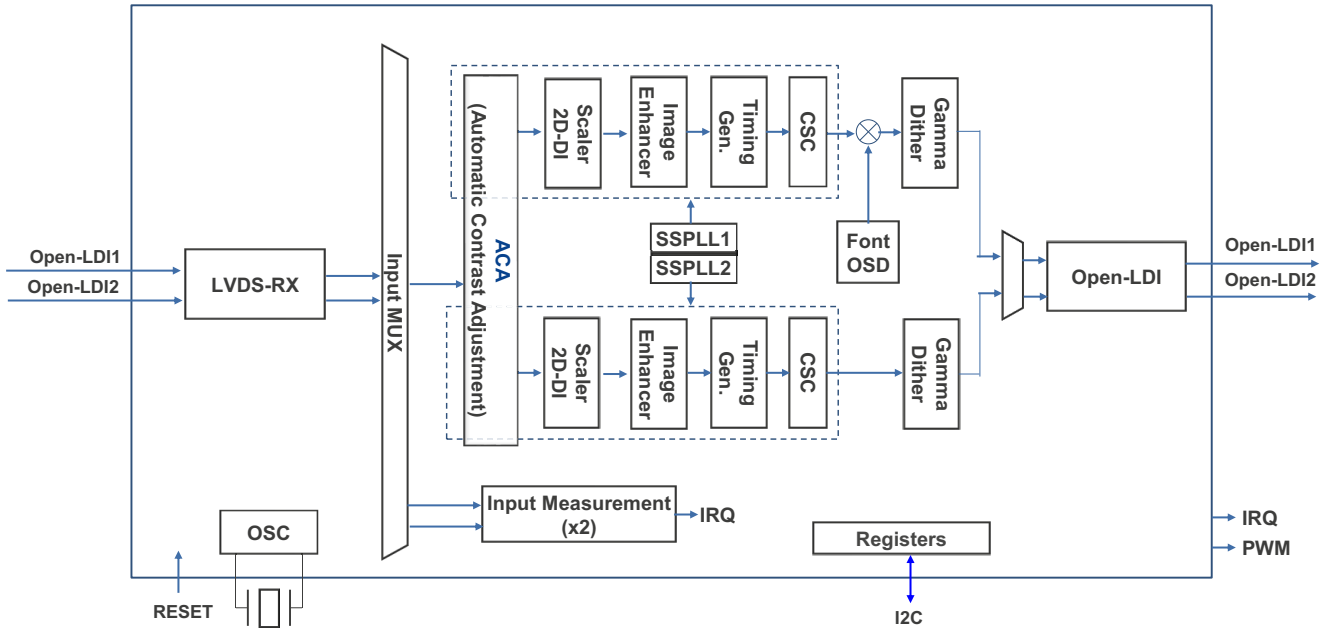 Open-LDI1
Open-LDI2
LVDS-RX
Input MUX
ACA
(Automatic Contrast Adjustment)
Scaler
2D-DI
Image
Enhancer
Timing
Gen.
CSC
Gamma
Dither
SSPLL1
SSPLL2
Font
OSD
Scaler
2D-DI
Image
Enhancer
Timing
Gen.
CSC
Gamma
Dither
Open-LDI
Open-LDI1
Open-LDI2
Input Measurement
(x2)
IRQ
OSC
Registers
IRQ
PWM
RESET
I2C